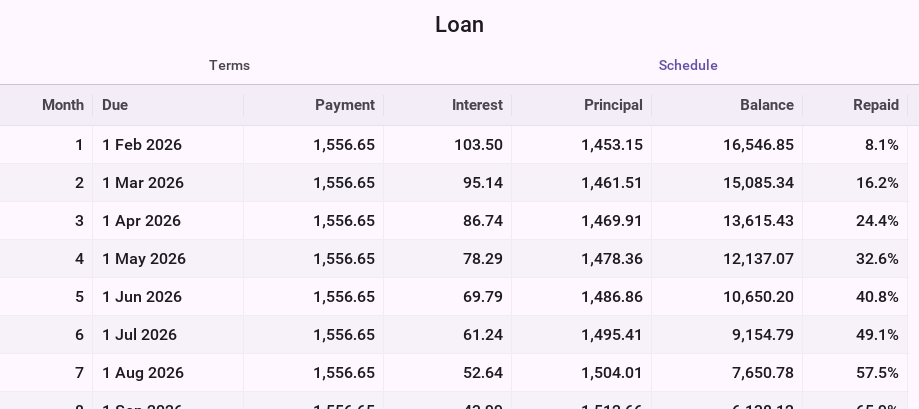 Loan
Terms Schedule
Month Due Payment Interest Principal Balance Repaid
1 1 Feb 2026 1,556.65 103.50 1,453.15 16,546.85 8.1%
2 1 Mar 2026 1,556.65 95.14 1,461.51 15,085.34 16.2%
3 1 Apr 2026 1,556.65 86.74 1,469.91 13,615.43 24.4%
4 1 May 2026 1,556.65 78.29 1,478.36 12,137.07 32.6%
5 1 Jun 2026 1,556.65 69.79 1,486.86 10,650.20 40.8%
6 1 Jul 2026 1,556.65 61.24 1,495.41 9,154.79 49.1%
7 1 Aug 2026 1,556.65 52.64 1,504.01 7,650.78 57.5%